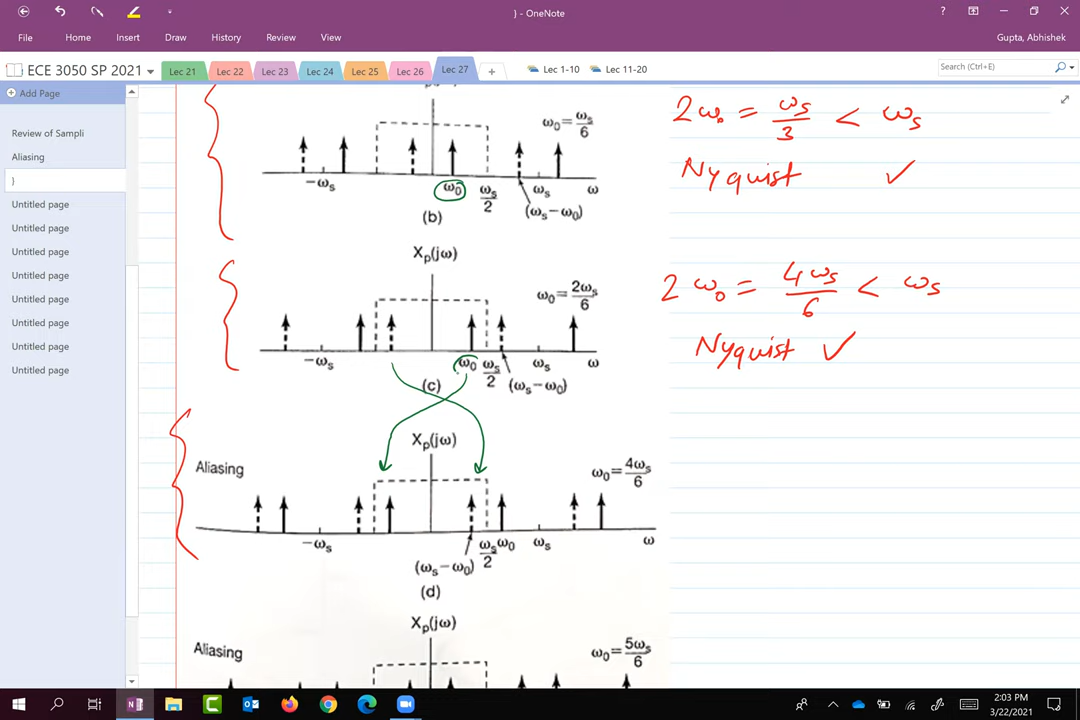 } - OneNote
?
Gupta, Abhishek
File Home Insert Draw History Review View
ECE 3050 SP 2021
Lec 21 Lec 22 Lec 23 Lec 24 Lec 25 Lec 26 Lec 27 + Lec 1-10 Lec 11-20
Search (Ctrl+E)
Add Page
Review of Sampli
Aliasing
}
Untitled page
Untitled page
Untitled page
Untitled page
Untitled page
Untitled page
Untitled page
Untitled page
ω₀ = ωs/6
-ωs ω₀ ωs/2 ωs ω
(ωs - ω₀)
(b)
2ω₀ = ωs/3 < ωs
Nyquist ✓
Xp(jω)
ω₀ = 2ωs/6
-ωs ω₀ ωs/2 ωs ω
(ωs - ω₀)
(c)
2ω₀ = 4ωs/6 < ωs
Nyquist ✓
Xp(jω)
Aliasing
ω₀ = 4ωs/6
-ωs ωs/2 ω₀ ωs ω
(ωs - ω₀)
(d)
Xp(jω)
Aliasing
ω₀ = 5ωs/6
2:03 PM
3/22/2021